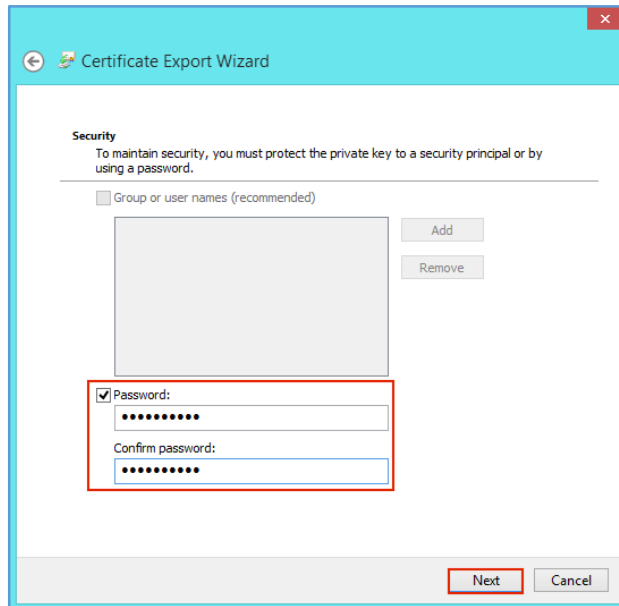 Certificate Export Wizard
Security
To maintain security, you must protect the private key to a security principal or by
using a password.
Group or user names (recommended)
Add
Remove
Password:
••••••••••
Confirm password:
••••••••••
Next
Cancel